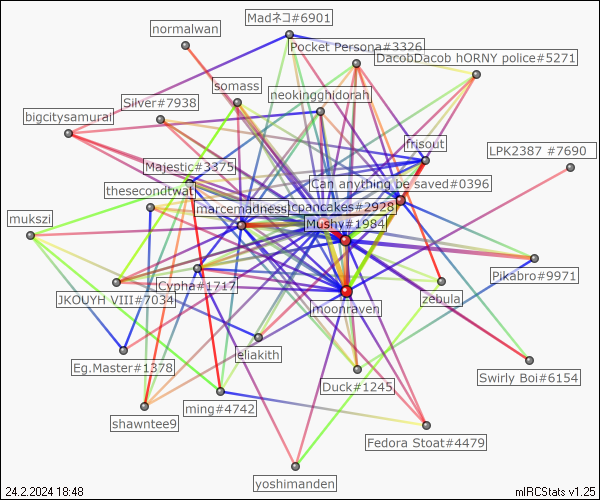 Madネコ#6901
normalwan
Pocket Persona#3326
DacobDacob hORNY police#5271
somass
neokingghidorah
Silver#7938
bigcitysamurai
frisout
LPK2387 #7690
Majestic#3375
Can anything be saved#0396
thesecondtwat
marcemadness
cpancakes#2928
mukszi
Mushy#1984
Pikabro#9971
Cypha#1717
JKOUYH VIII#7034
zebula
moonraven
eliakith
Eg.Master#1378
Swirly Boi#6154
Duck#1245
ming#4742
shawntee9
Fedora Stoat#4479
yoshimanden
24.2.2024 18:48
mIRCStats v1.25